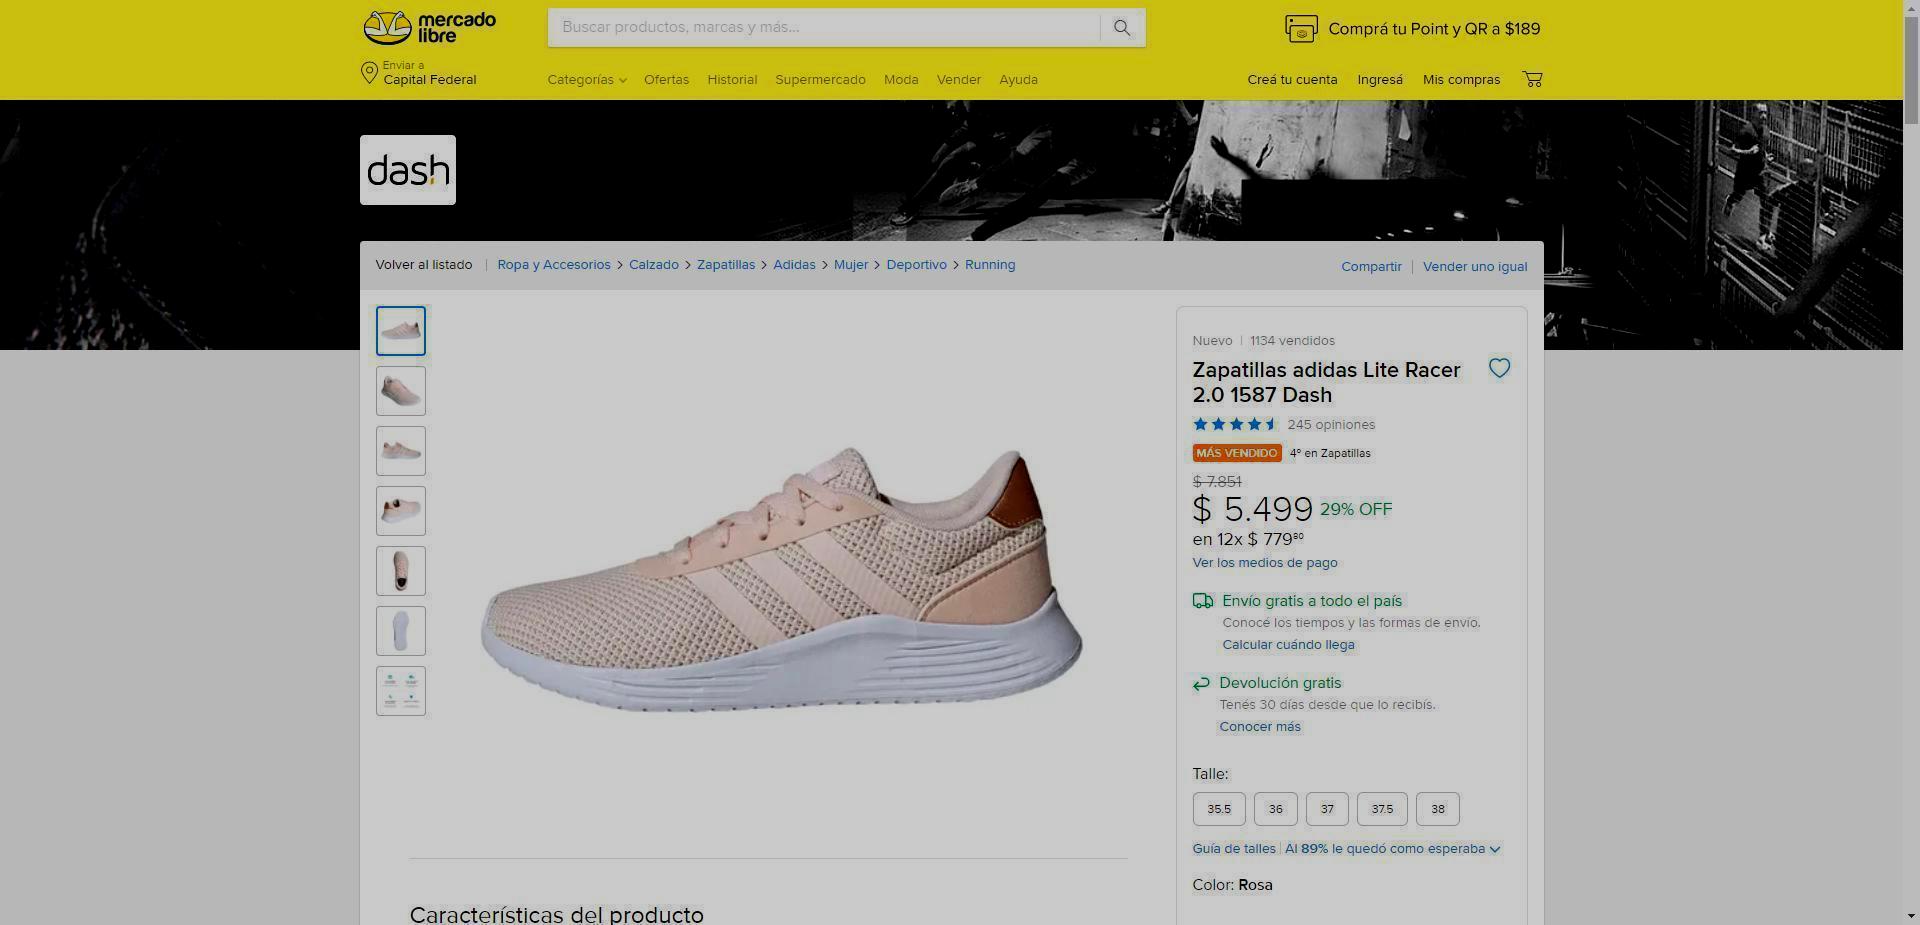 mercado
libre
Buscar productos, marcas y más...
Comprá tu Point y QR a $189
Enviar a
Capital Federal
Categorías
Ofertas
Historial
Supermercado
Moda
Vender
Ayuda
Creá tu cuenta
Ingresá
Mis compras
dash
Volver al listado
Ropa y Accesorios
Calzado
Zapatillas
Adidas
Mujer
Deportivo
Running
Compartir
Vender uno igual
Nuevo | 1134 vendidos
Zapatillas adidas Lite Racer
2.0 1587 Dash
245 opiniones
MÁS VENDIDO 4º en Zapatillas
$ 7.851
$ 5.499 29% OFF
en 12x $ 779⁸⁰
Ver los medios de pago
Envío gratis a todo el país
Conocé los tiempos y las formas de envío.
Calcular cuándo llega
Devolución gratis
Tenés 30 días desde que lo recibís.
Conocer más
Talle:
35.5 36 37 37.5 38
Guía de talles | Al 89% le quedó como esperaba
Color: Rosa
Características del producto